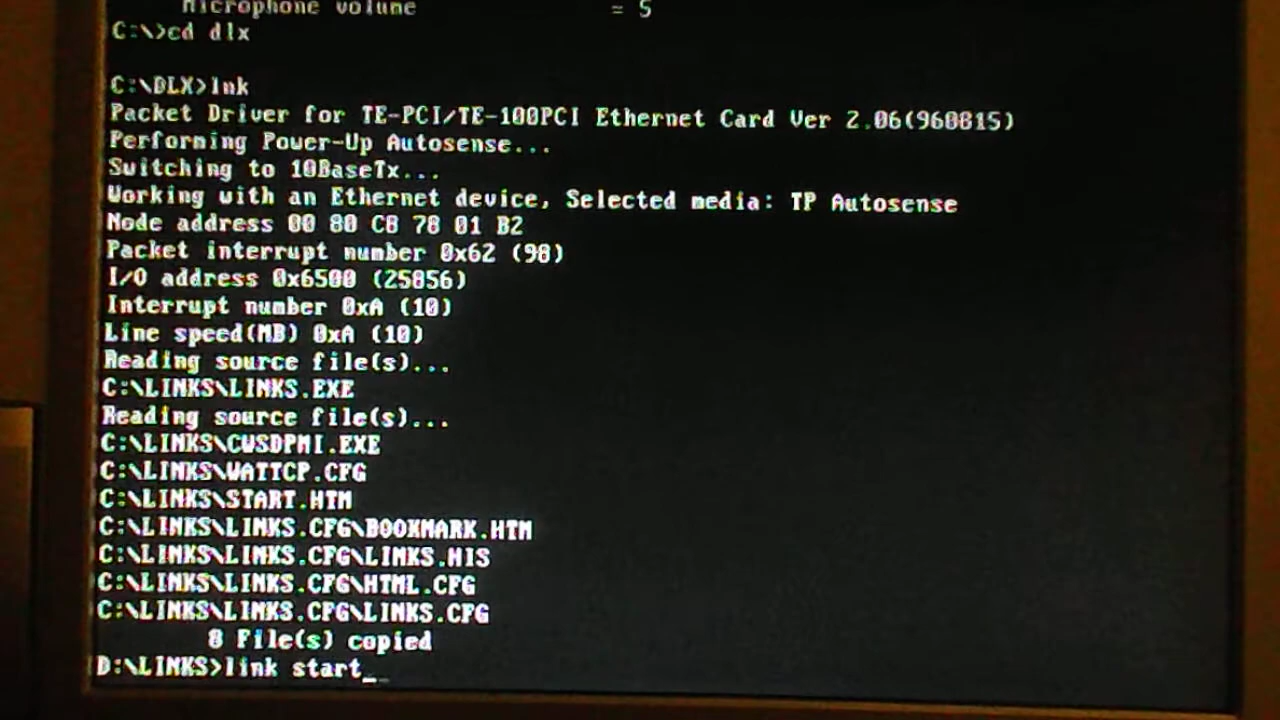 Microphone volume = 5
C:\>cd dlx
C:\DLX>lnk
Packet Driver for TE-PCI/TE-100PCI Ethernet Card Ver 2.06(960815)
Performing Power-Up Autosense...
Switching to 10BaseTx...
Working with an Ethernet device, Selected media: TP Autosense
Node address 00 80 C8 78 01 B2
Packet interrupt number 0x62 (98)
I/O address 0x6500 (25856)
Interrupt number 0xA (10)
Line speed(MB) 0xA (10)
Reading source file(s)...
C:\LINKS\LINKS.EXE
Reading source file(s)...
C:\LINKS\CWSDPMI.EXE
C:\LINKS\WATTCP.CFG
C:\LINKS\START.HTM
C:\LINKS\LINKS.CFG\BOOKMARK.HTM
C:\LINKS\LINKS.CFG\LINKS.HIS
C:\LINKS\LINKS.CFG\HTML.CFG
C:\LINKS\LINKS.CFG\LINKS.CFG
8 File(s) copied
D:\LINKS>link start_